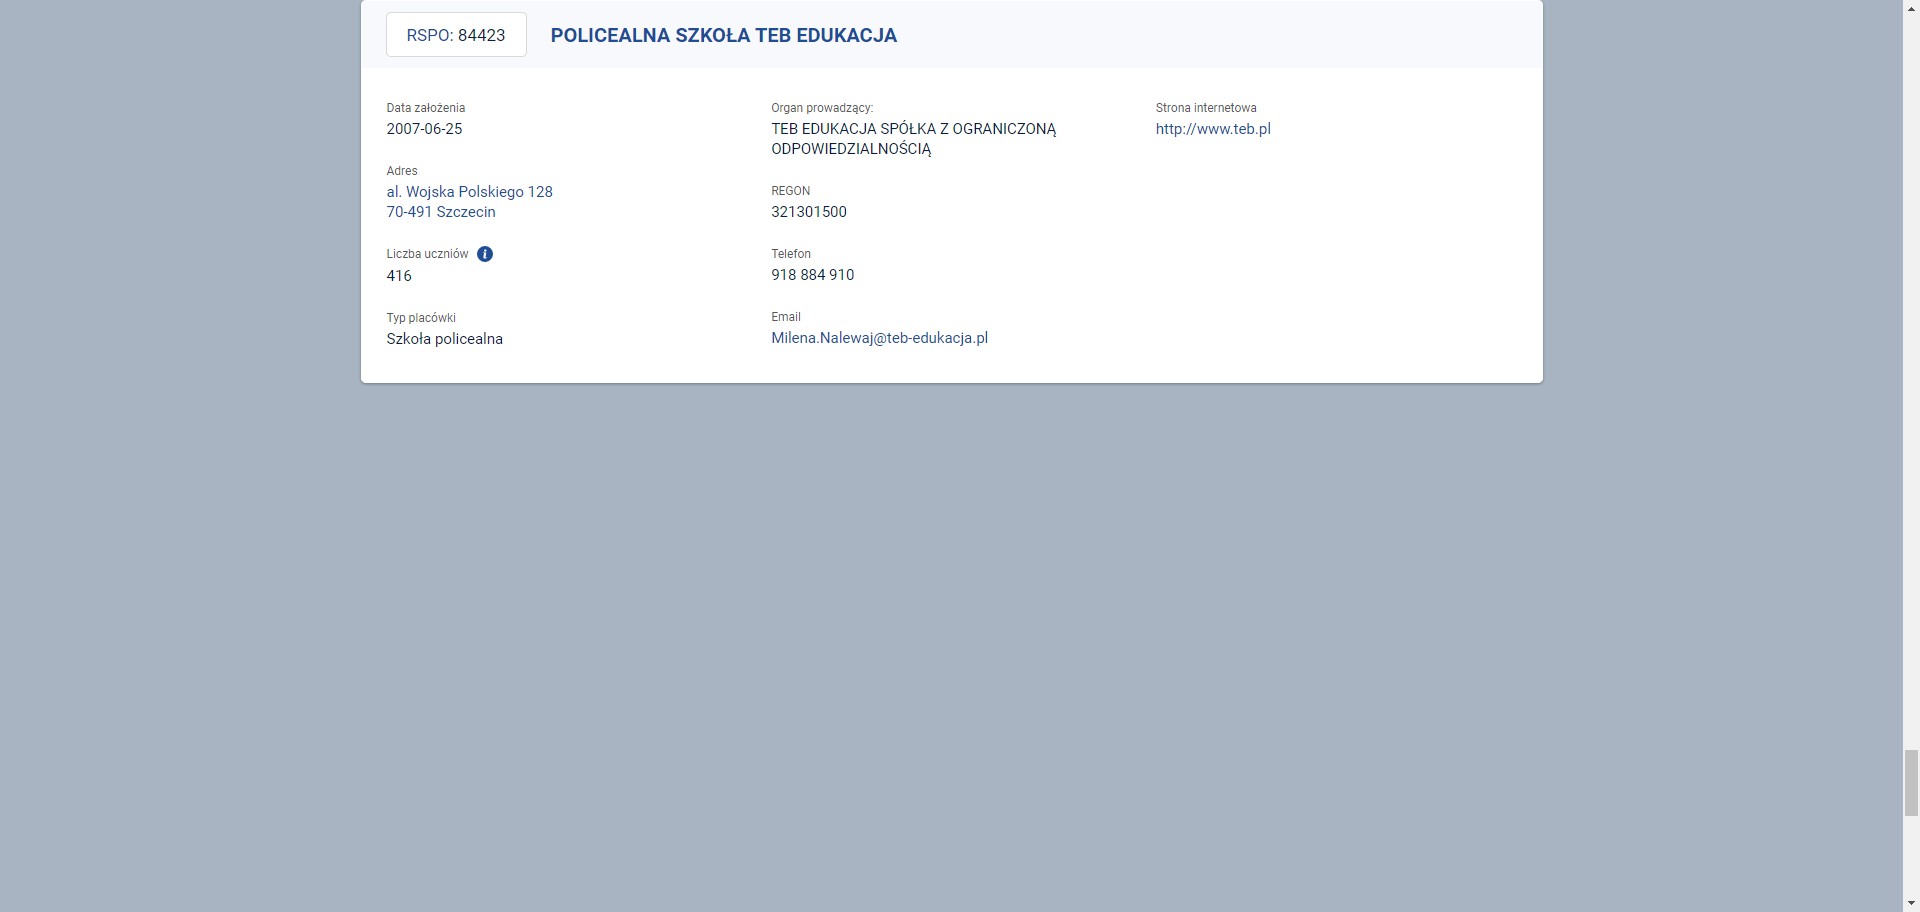 RSPO: 84423
POLICEALNA SZKOŁA TEB EDUKACJA
Data założenia
2007-06-25
Adres
al. Wojska Polskiego 128
70-491 Szczecin
Liczba uczniów i
416
Typ placówki
Szkoła policealna
Organ prowadzący:
TEB EDUKACJA SPÓŁKA Z OGRANICZONĄ
ODPOWIEDZIALNOŚCIĄ
REGON
321301500
Telefon
918 884 910
Email
Milena.Nalewaj@teb-edukacja.pl
Strona internetowa
http://www.teb.pl